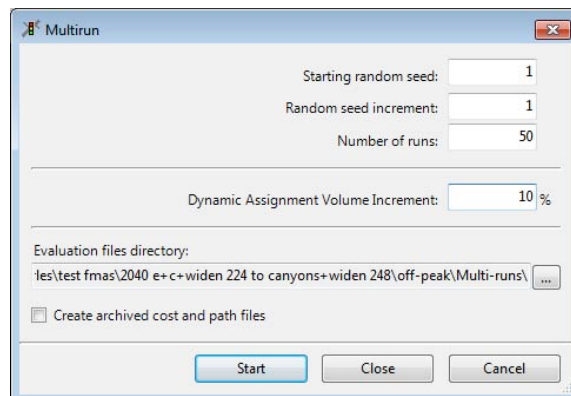 Multirun
Starting random seed: 1
Random seed increment: 1
Number of runs: 50
Dynamic Assignment Volume Increment: 10 %
Evaluation files directory:
les\test fmas\2040 e+c+widen 224 to canyons+widen 248\off-peak\Multi-runs\ ...
Create archived cost and path files
Start Close Cancel